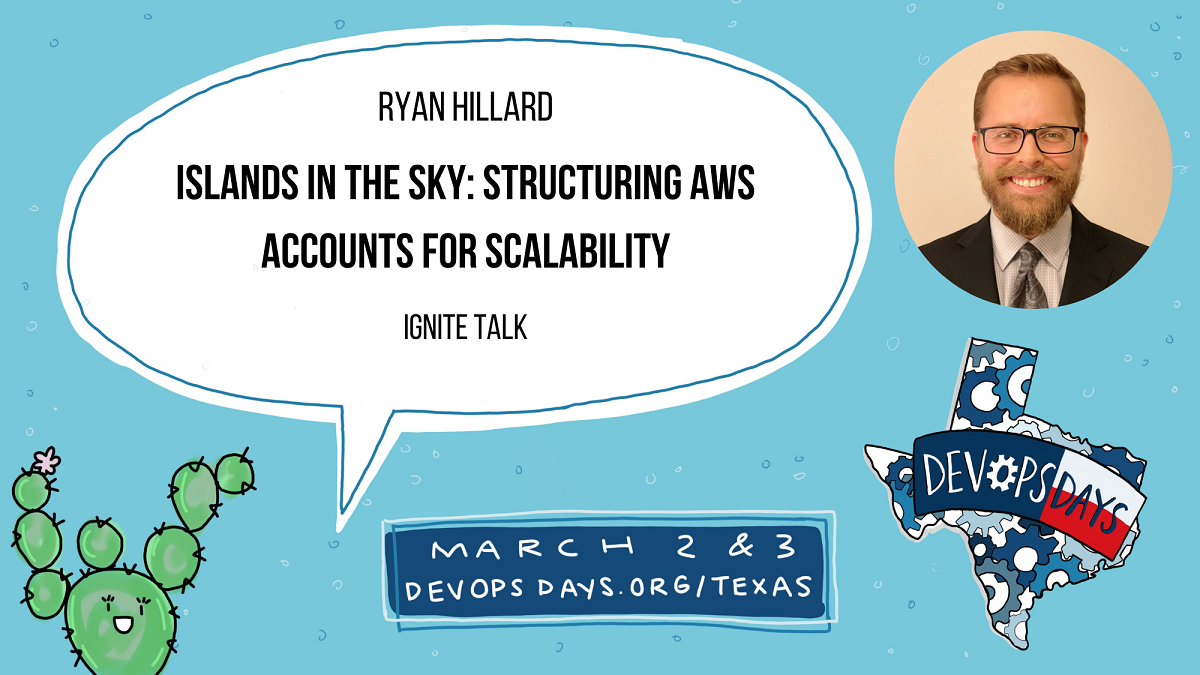 RYAN HILLARD
ISLANDS IN THE SKY: STRUCTURING AWS
ACCOUNTS FOR SCALABILITY
IGNITE TALK
DEVOPS DAYS
MARCH 2 & 3
DEVOPS DAYS.ORG/TEXAS